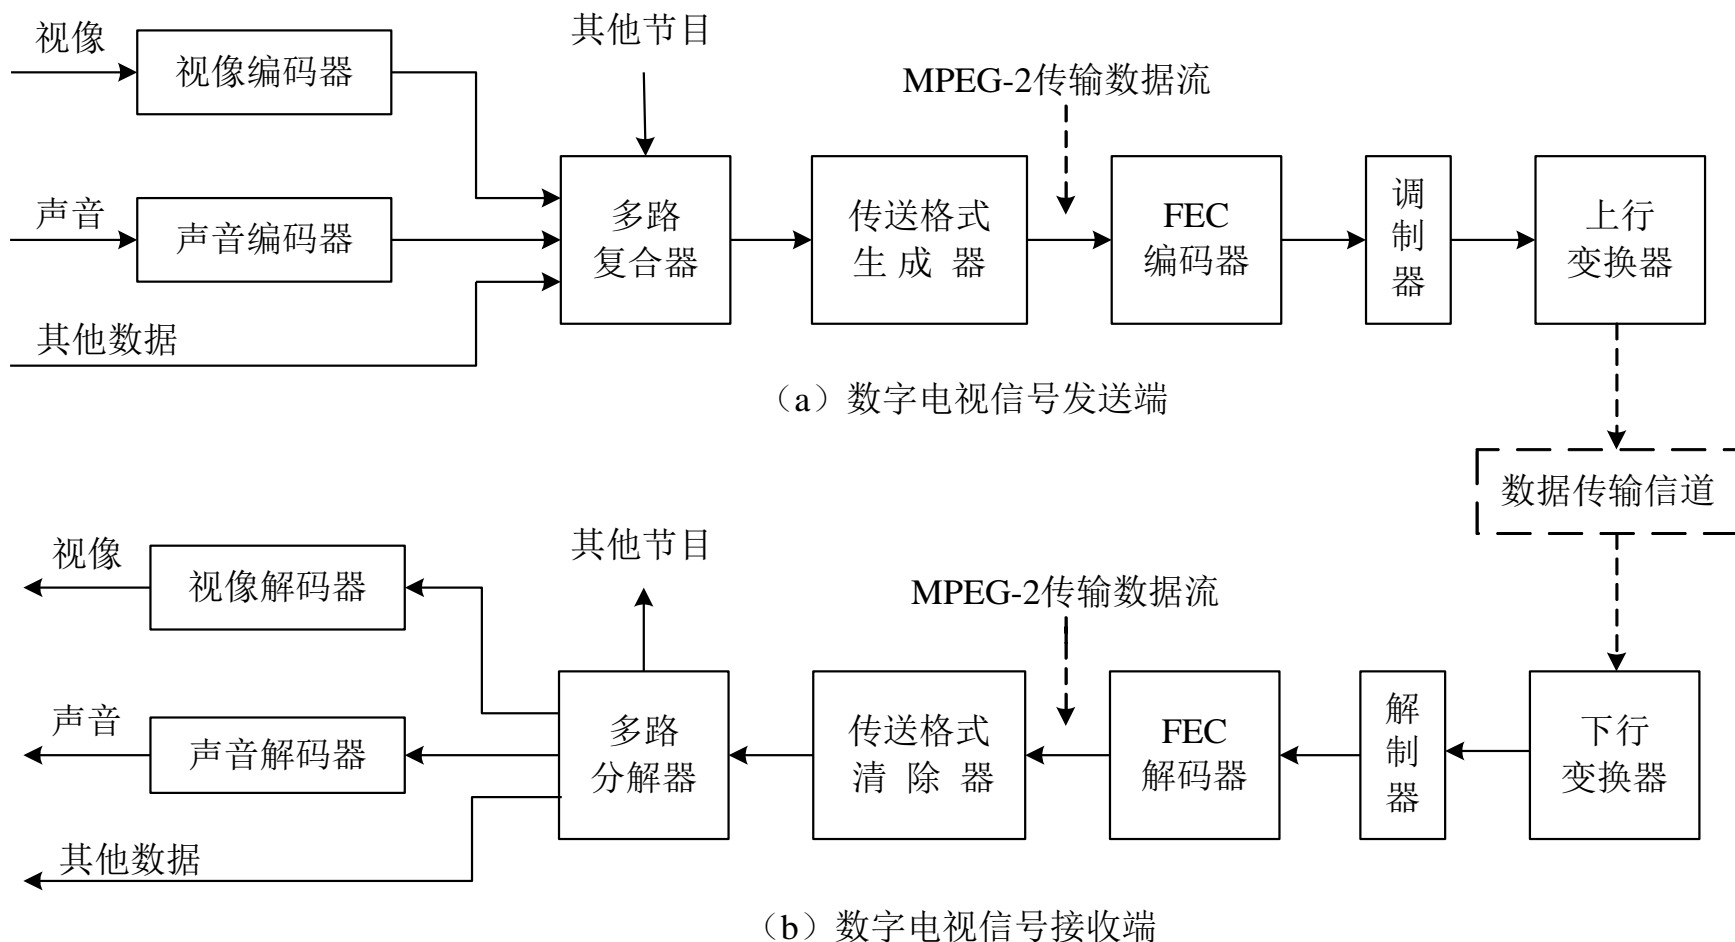 视像
视像编码器
其他节目
MPEG-2传输数据流
声音
声音编码器
多路
复合器
传送格式
生 成 器
FEC
编码器
调
制
器
上行
变换器
其他数据
（a）数字电视信号发送端
数据传输信道
视像
视像解码器
其他节目
MPEG-2传输数据流
声音
声音解码器
多路
分解器
传送格式
清 除 器
FEC
解码器
解
制
器
下行
变换器
其他数据
（b）数字电视信号接收端